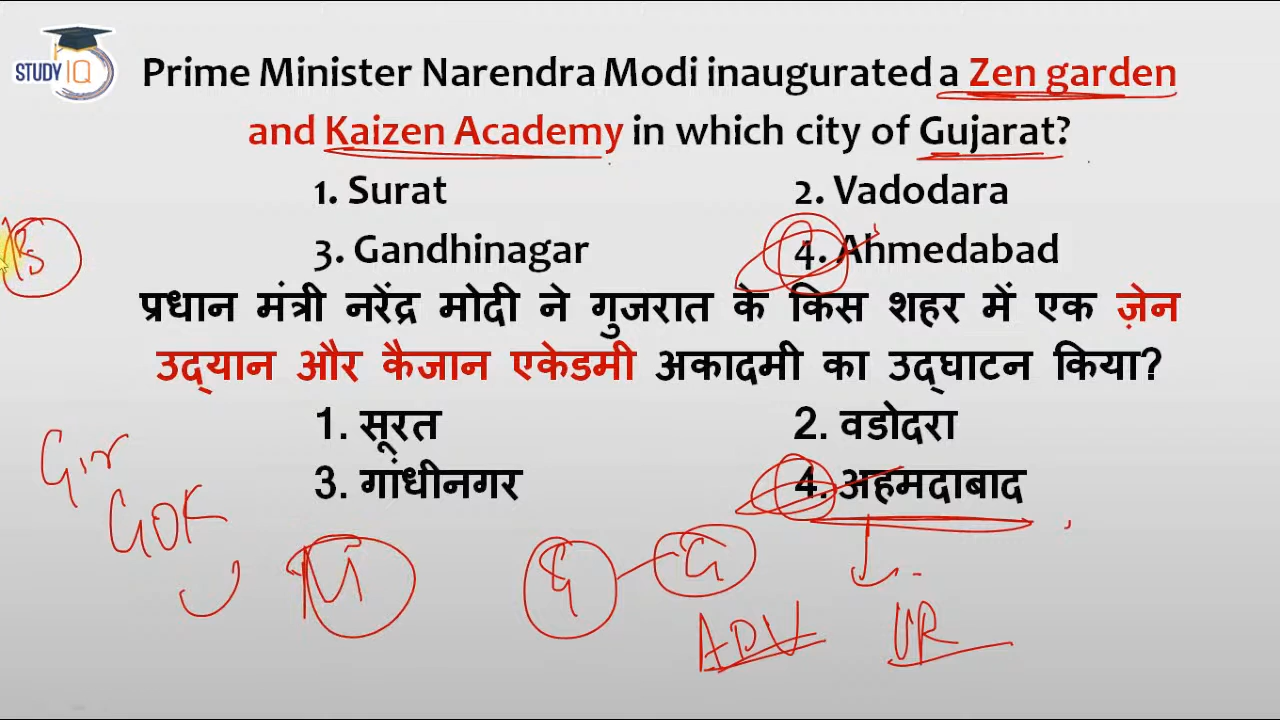 STUDY IQ
Prime Minister Narendra Modi inaugurated a Zen garden
and Kaizen Academy in which city of Gujarat?
1. Surat 2. Vadodara
3. Gandhinagar 4. Ahmedabad
प्रधान मंत्री नरेंद्र मोदी ने गुजरात के किस शहर में एक ज़ेन
उद्यान और कैजान एकेडमी अकादमी का उद्घाटन किया?
1. सूरत 2. वडोदरा
3. गांधीनगर 4. अहमदाबाद
Gir
GOK
M G
ADV UR